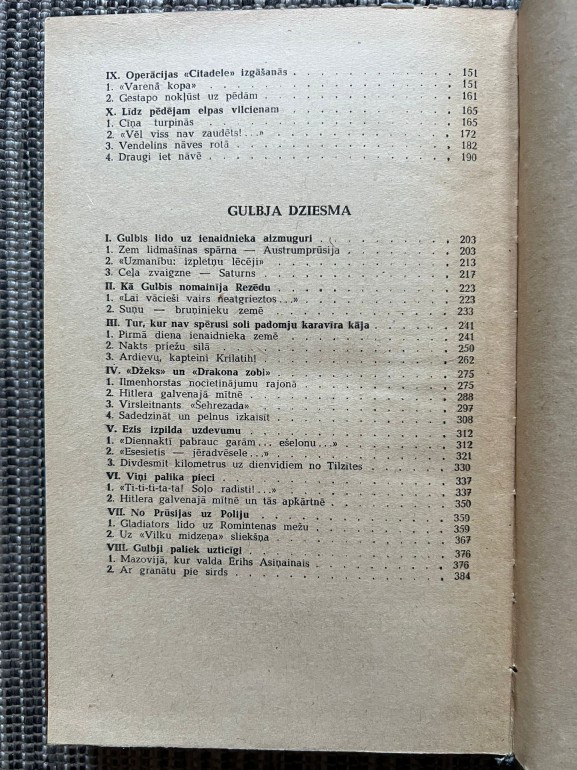 IX. Operācijas «Citadele» izgāšanās . . . . . . . . . . . 151
1. «Varenā kopa» . . . . . . . . . . . 151
2. Gestapo nokļūst uz pēdām . . . . . . . . . . . 161
X. Līdz pēdējam elpas vilcienam . . . . . . . . . . . 165
1. Cīņa turpinās . . . . . . . . . . . 165
2. «Vēl viss nav zaudēts!...» . . . . . . . . . . . 172
3. Vendelīns nāves rotā . . . . . . . . . . . 182
4. Draugi iet nāvē . . . . . . . . . . . 190
GULBJA DZIESMA
I. Gulbis lido uz ienaidnieka aizmuguri . . . . . . . . . . . 203
1. Zem lidmašīnas spārna — Austrumprūsija . . . . . . . . . . . 203
2. «Uzmanību: izpletņu lēcēji» . . . . . . . . . . . 213
3. Ceļa zvaigzne — Saturns . . . . . . . . . . . 217
II. Kā Gulbis nomainīja Rezēdu . . . . . . . . . . . 223
1. «Lai vācieši vairs neatgrieztos...» . . . . . . . . . . . 223
2. Suņu — bruņinieku zemē . . . . . . . . . . . 233
III. Tur, kur nav spērusi soli padomju karavīra kāja . . . . . . . . . . . 241
1. Pirmā diena ienaidnieka zemē . . . . . . . . . . . 241
2. Nakts priežu silā . . . . . . . . . . . 250
3. Ardievu, kapteini Krilatih! . . . . . . . . . . . 262
IV. «Džeks» un «Drakona zobi» . . . . . . . . . . . 275
1. Ilmenhorstas nocietinājumu rajonā . . . . . . . . . . . 275
2. Hitlera galvenajā mītnē . . . . . . . . . . . 288
3. Virsleitnants «Šehrezada» . . . . . . . . . . . 297
4. Sadedzināt un pelnus izkaisīt . . . . . . . . . . . 308
V. Ezis izpilda uzdevumu . . . . . . . . . . . 312
1. «Diennaktī pabrauc garām... ešeļonu...» . . . . . . . . . . . 312
2. «Esesietis — jēradvēsele...» . . . . . . . . . . . 321
3. Divdesmit kilometrus uz dienvidiem no Tilzītes . . . . . . . . . . . 330
VI. Viņi palika pieci . . . . . . . . . . . 337
1. «Ti-ti-ti-ta-ta! Soļo radisti!...» . . . . . . . . . . . 337
2. Hitlera galvenajā mītnē un tās apkārtnē . . . . . . . . . . . 350
VII. No Prūsijas uz Poliju . . . . . . . . . . . 359
1. Gladiators lido uz Romintenas mežu . . . . . . . . . . . 359
2. Uz «Vilku midzeņa» sliekšņa . . . . . . . . . . . 367
VIII. Gulbji paliek uzticīgi . . . . . . . . . . . 376
1. Mazovijā, kur valda Ērihs Asiņainais . . . . . . . . . . . 376
2. Ar granātu pie sirds . . . . . . . . . . . 384